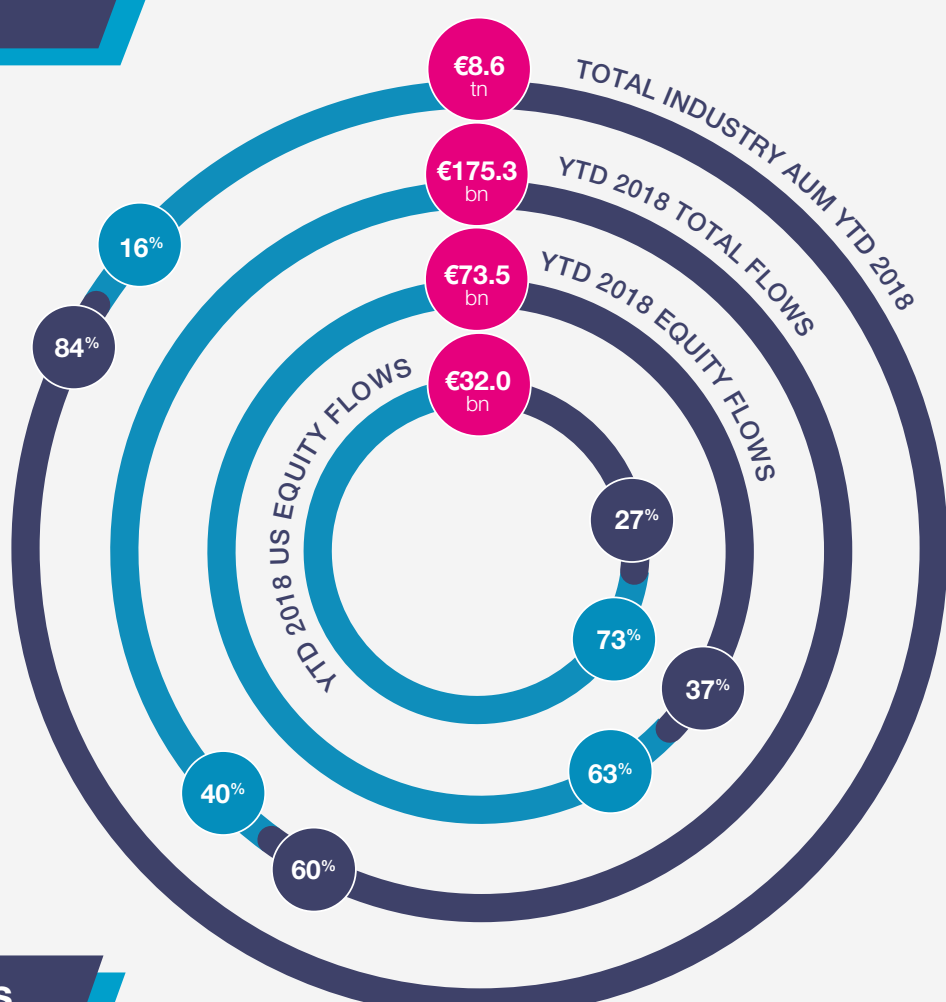 €8.6
tn
TOTAL INDUSTRY AUM YTD 2018
€175.3
bn
YTD 2018 TOTAL FLOWS
€73.5
bn
YTD 2018 EQUITY FLOWS
€32.0
bn
YTD 2018 US EQUITY FLOWS
16%
84%
27%
73%
37%
63%
40%
60%